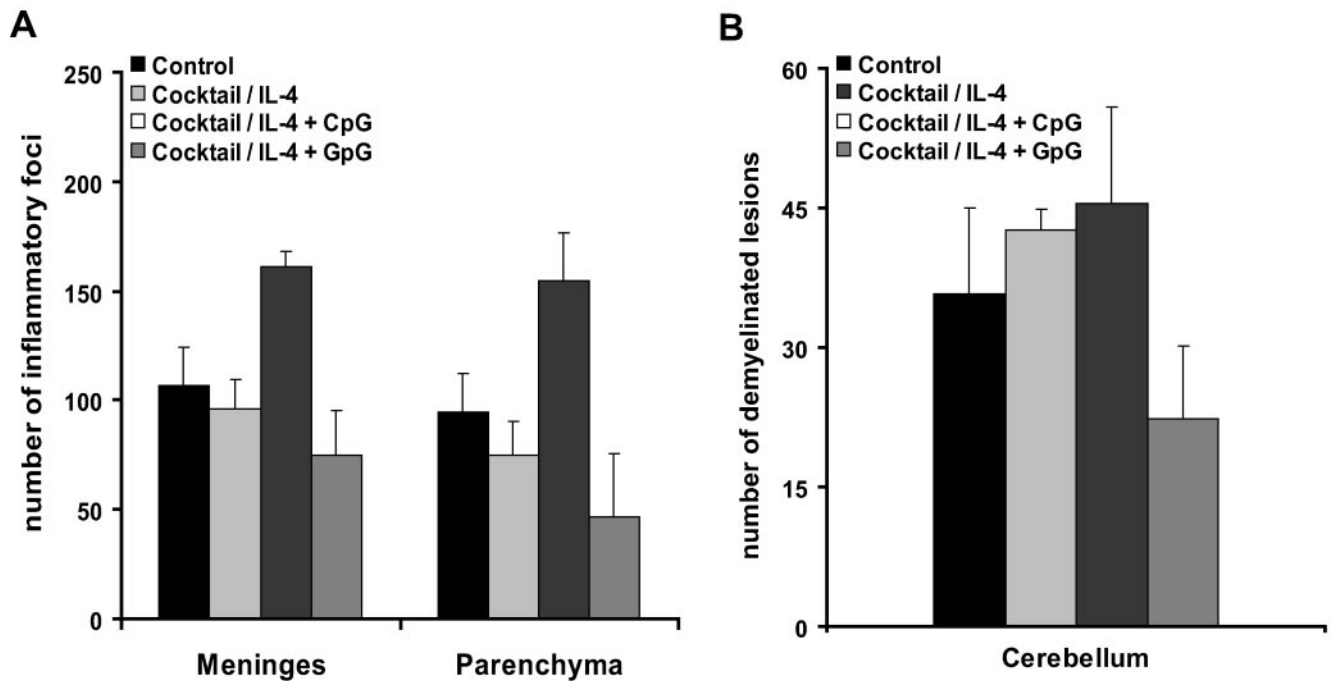 A
number of inflammatory foci
250
200
150
100
50
0
Control
Cocktail / IL-4
Cocktail / IL-4 + CpG
Cocktail / IL-4 + GpG
Meninges
Parenchyma
B
number of demyelinated lesions
60
45
30
15
0
Control
Cocktail / IL-4
Cocktail / IL-4 + CpG
Cocktail / IL-4 + GpG
Cerebellum